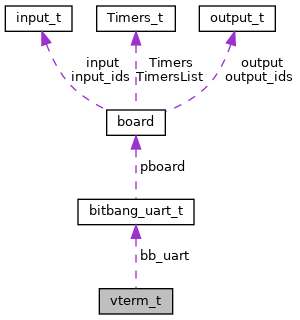 input_t
Timers_t
output_t
input
input_ids
Timers
TimersList
output
output_ids
board
pboard
bitbang_uart_t
bb_uart
vterm_t